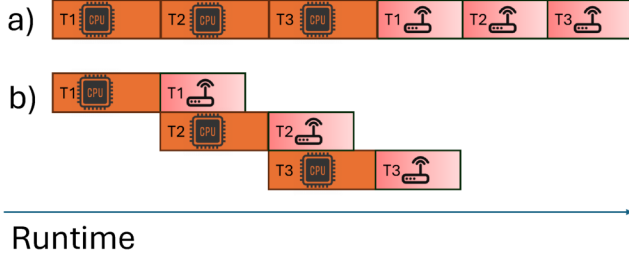 a) T1 CPU T2 CPU T3 CPU T1 T2 T3
b) T1 CPU T1
T2 CPU T2
T3 CPU T3
Runtime